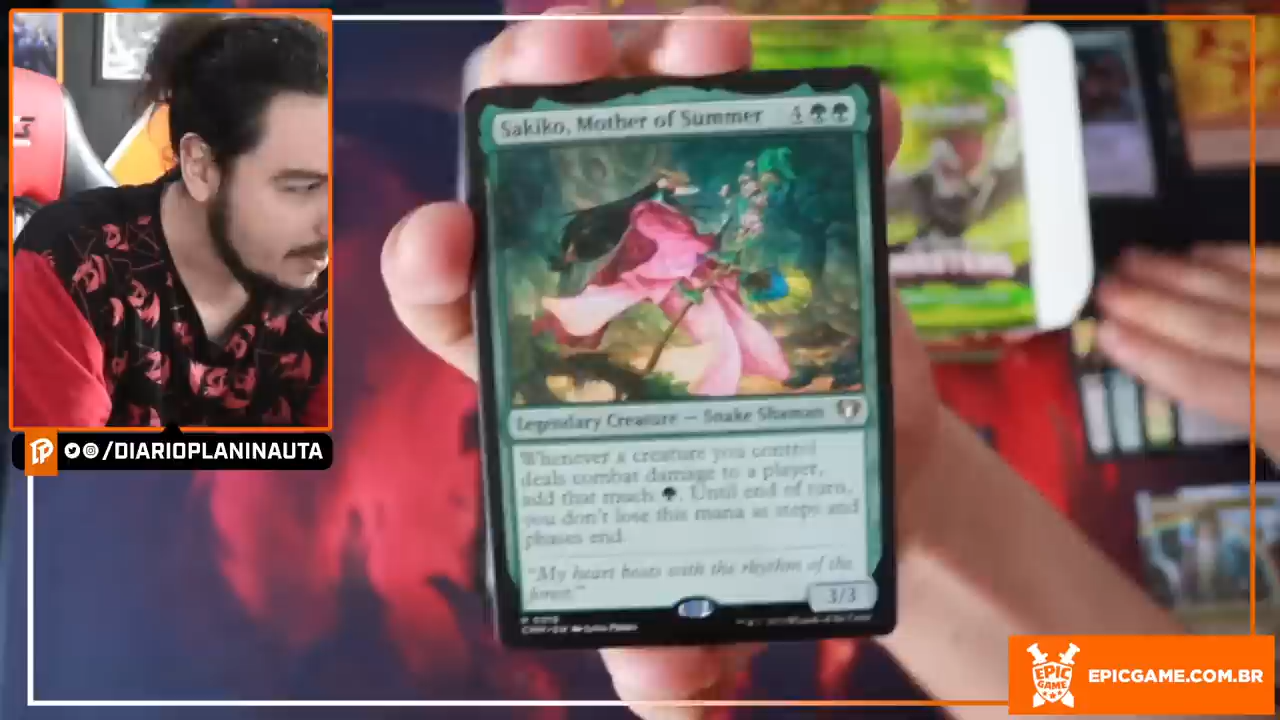 Sakiko, Mother of Summer 4
Legendary Creature — Snake Shaman
Whenever a creature you control
deals combat damage to a player,
add that much . Until end of turn,
you don't lose this mana as steps and
phases end.
"My heart beats with the rhythm of the
forest."
3/3
MASTERS
/DIARIOPLANINAUTA
EPIC
GAME
EPICGAME.COM.BR